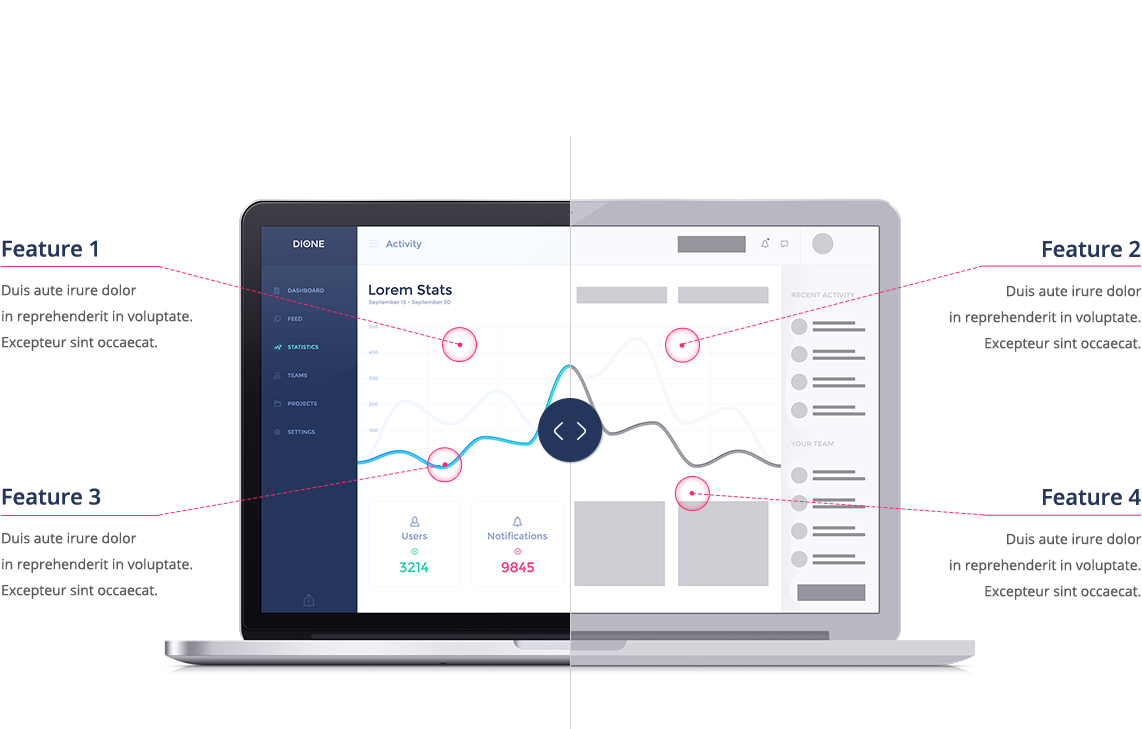 Feature 1
Duis aute irure dolor
in reprehenderit in voluptate.
Excepteur sint occaecat.
Feature 2
Duis aute irure dolor
in reprehenderit in voluptate.
Excepteur sint occaecat.
DIONE
DASHBOARD
FEED
STATISTICS
TEAMS
PROJECTS
SETTINGS
Activity
Lorem Stats
September 15 - September 30
500
400
300
200
100
Users
3214
Notifications
9845
RECENT ACTIVITY
YOUR TEAM
Feature 3
Duis aute irure dolor
in reprehenderit in voluptate.
Excepteur sint occaecat.
Feature 4
Duis aute irure dolor
in reprehenderit in voluptate.
Excepteur sint occaecat.